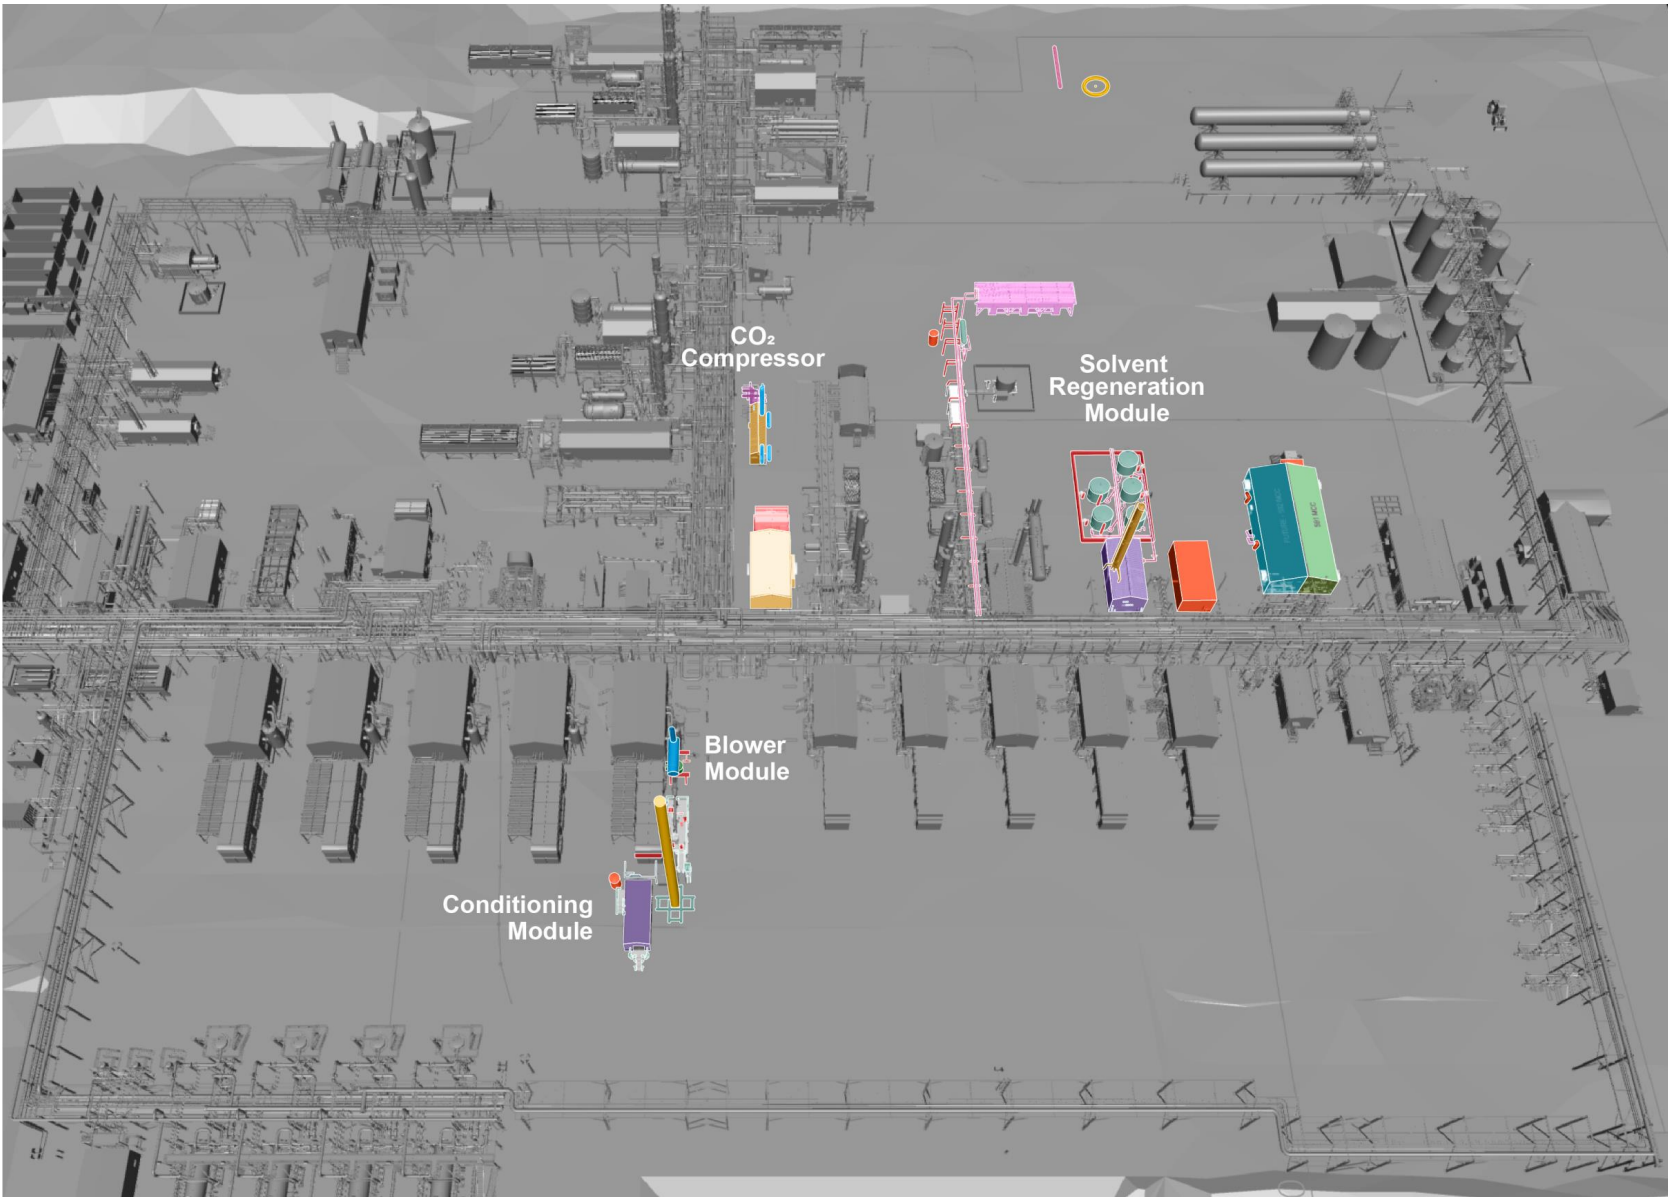 CO₂
Compressor
Solvent
Regeneration
Module
Blower
Module
Conditioning
Module